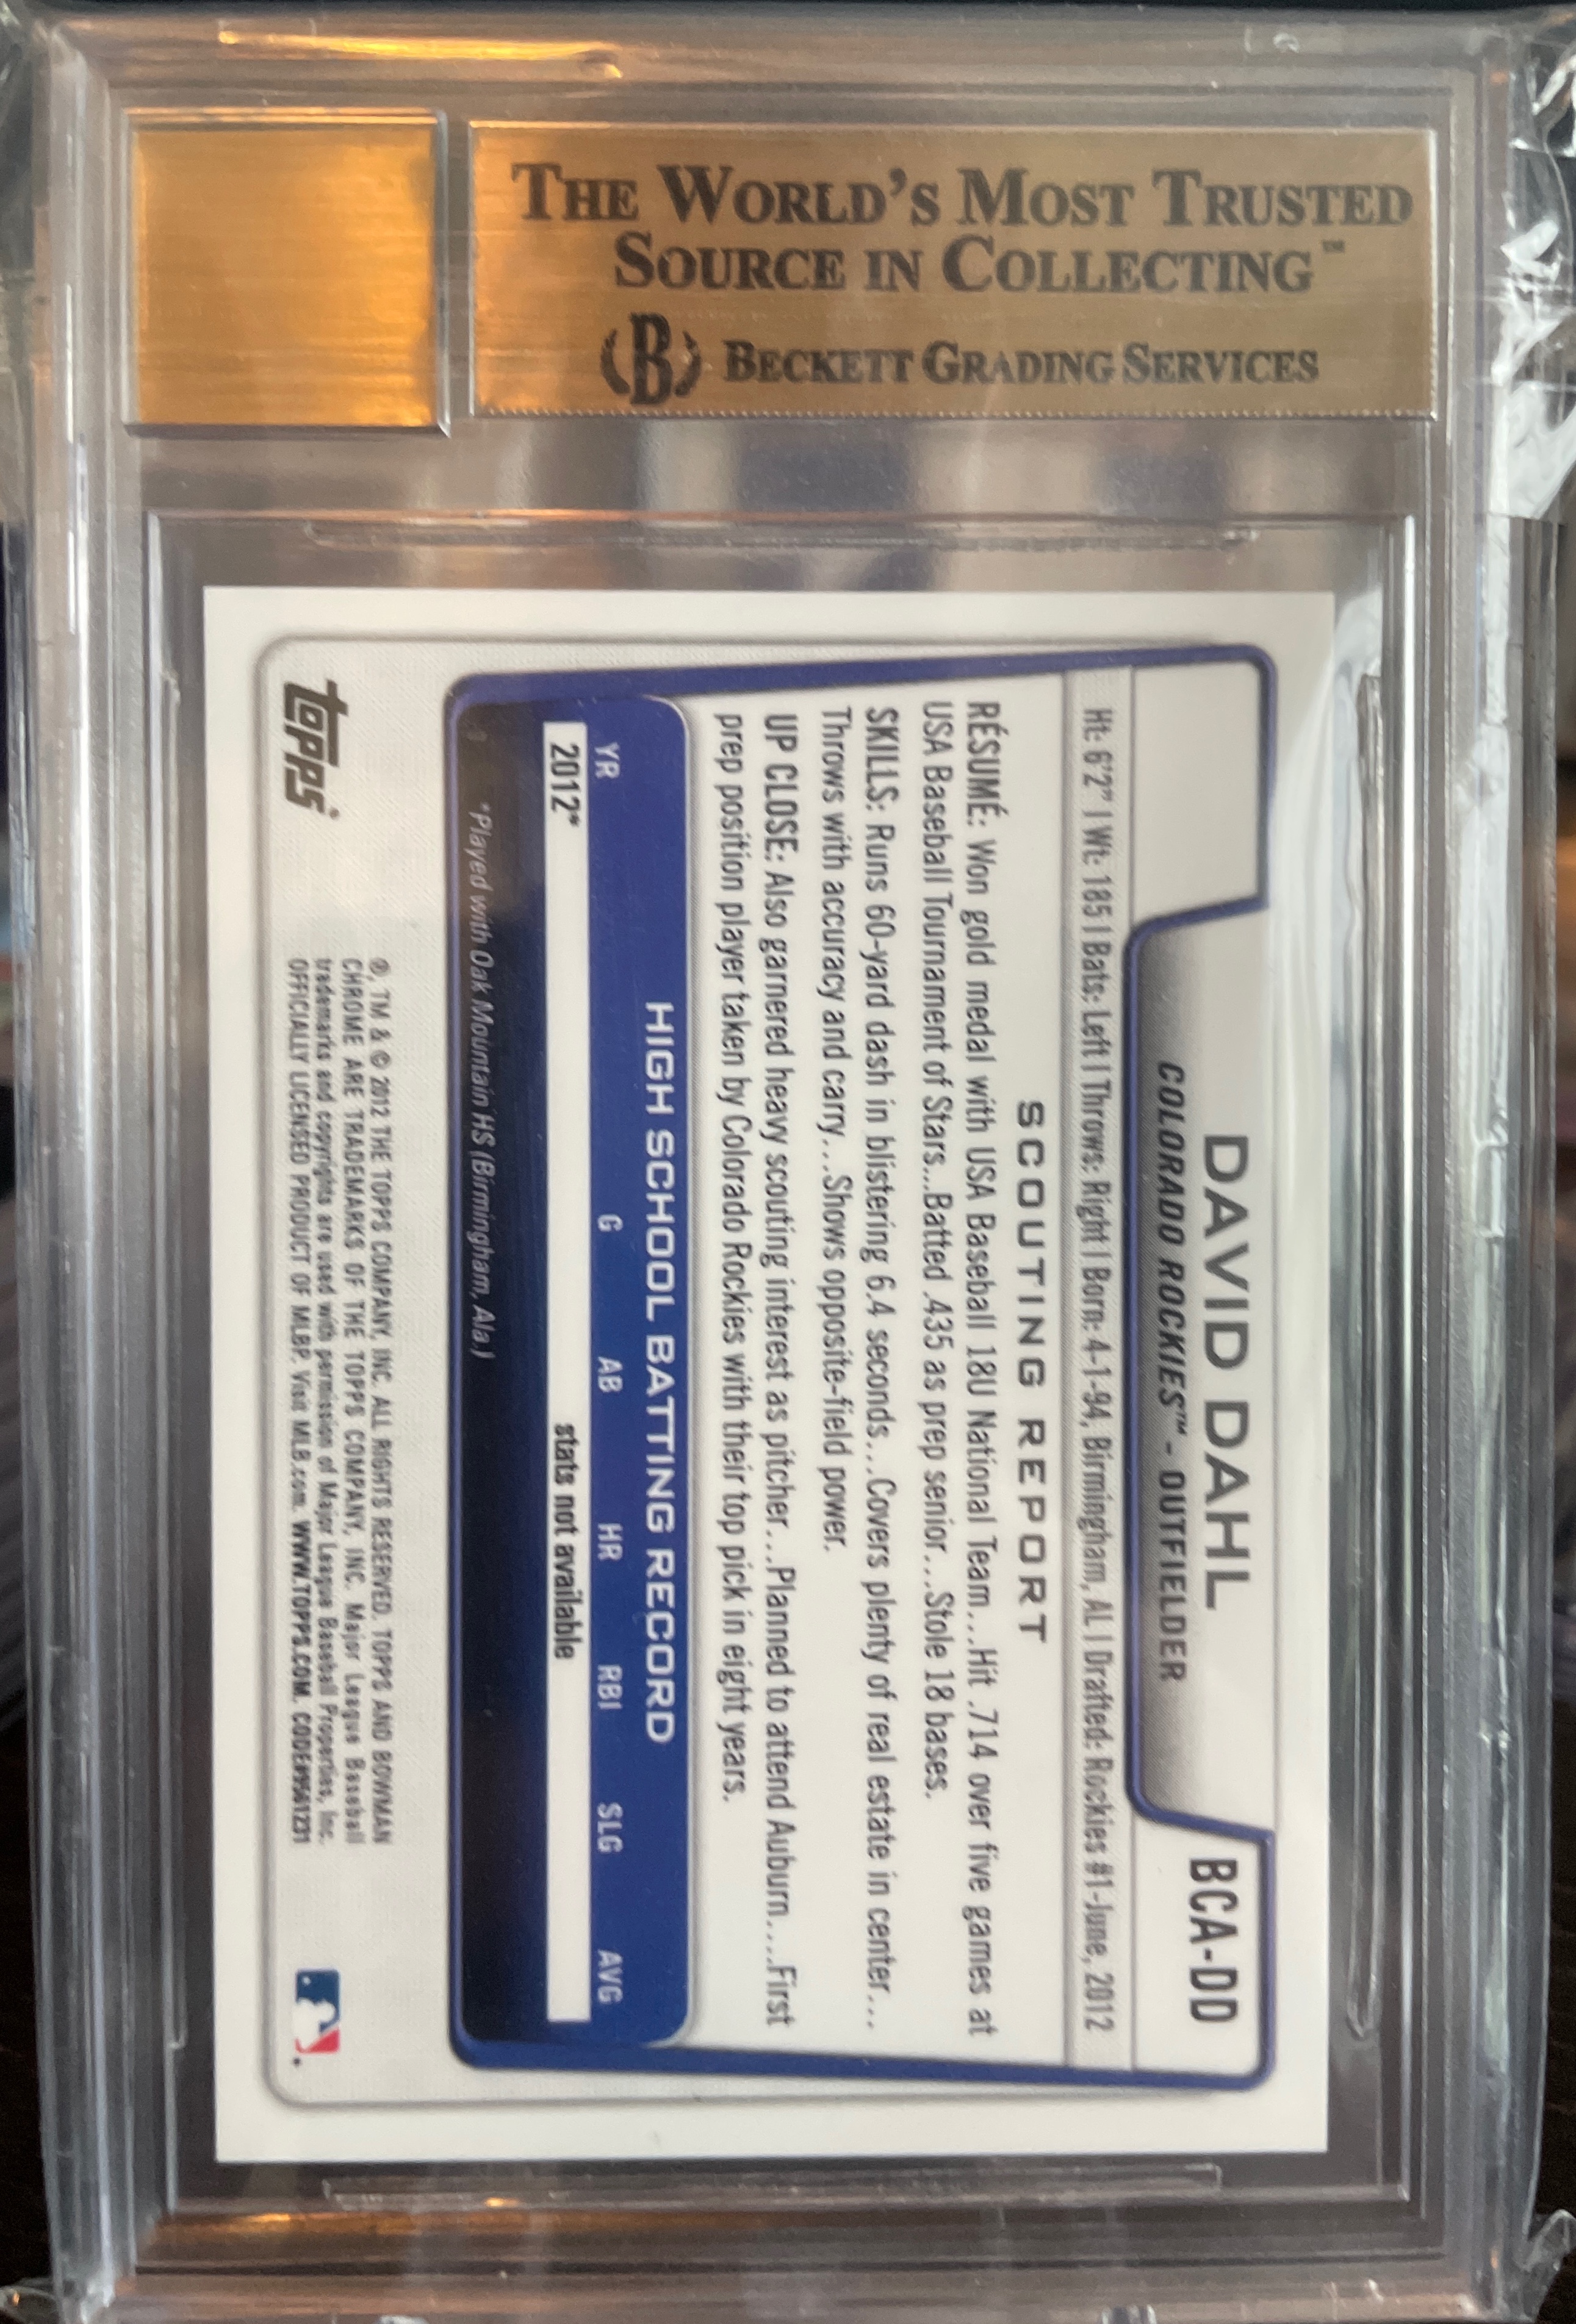 THE WORLD'S MOST TRUSTED
SOURCE IN COLLECTING™
B BECKETT GRADING SERVICES
BCA-DD
DAVID DAHL
COLORADO ROCKIES™ - OUTFIELDER
Ht: 6'2" | Wt: 185 | Bats: Left | Throws: Right | Born: 4-1-94, Birmingham, AL | Drafted: Rockies #1-June, 2012
SCOUTING REPORT
RÉSUMÉ: Won gold medal with USA Baseball 18U National Team...Hit .714 over five games at
USA Baseball Tournament of Stars...Batted .435 as prep senior...Stole 18 bases.
SKILLS: Runs 60-yard dash in blistering 6.4 seconds...Covers plenty of real estate in center...
Throws with accuracy and carry...Shows opposite-field power.
UP CLOSE: Also garnered heavy scouting interest as pitcher...Planned to attend Auburn....First
prep position player taken by Colorado Rockies with their top pick in eight years.
HIGH SCHOOL BATTING RECORD
YR G AB HR RBI SLG AVG
2012* stats not available
*Played with Oak Mountain HS (Birmingham, Ala.)
®, TM & © 2012 THE TOPPS COMPANY, INC. ALL RIGHTS RESERVED. TOPPS AND BOWMAN
CHROME ARE TRADEMARKS OF THE TOPPS COMPANY, INC. Major League Baseball
trademarks and copyrights are used with permission of Major League Baseball Properties, Inc.
OFFICIALLY LICENSED PRODUCT OF MLBP. Visit MLB.com. WWW.TOPPS.COM. CODE#9561231
topps®